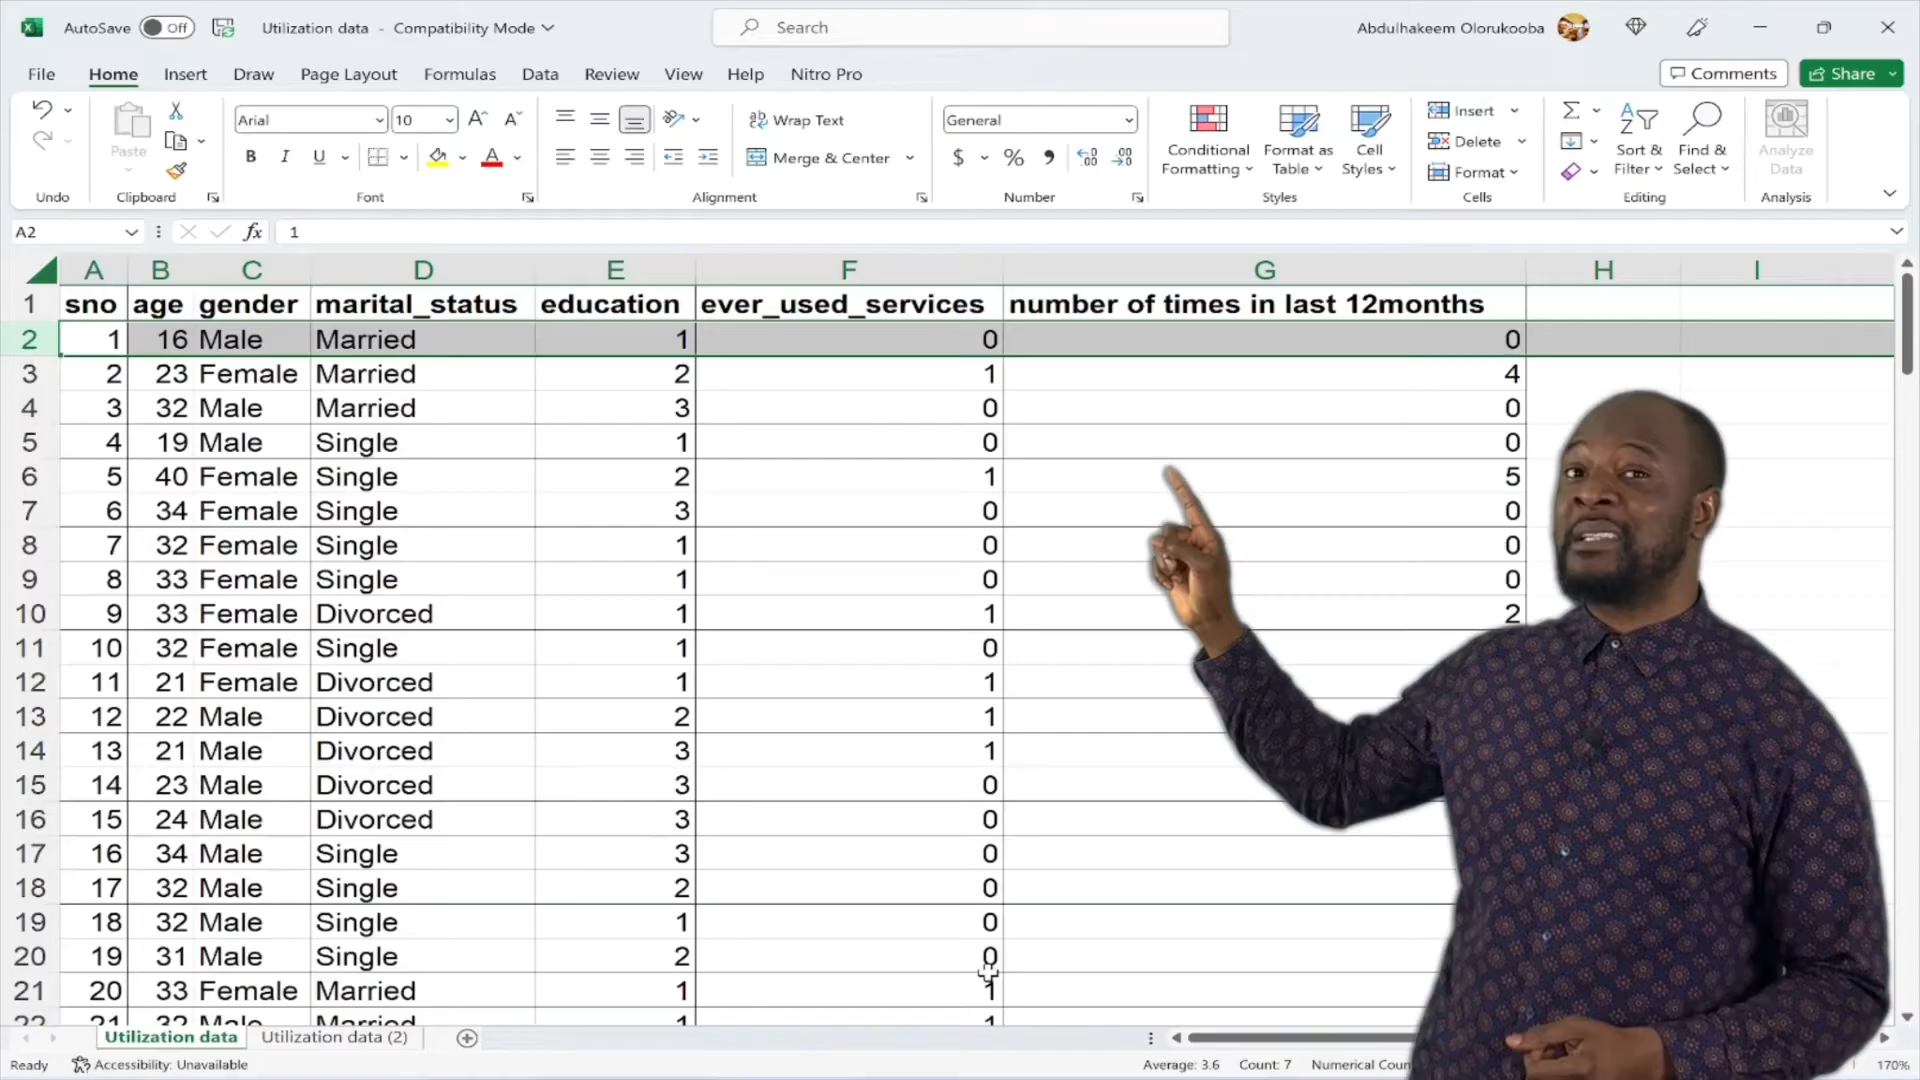 AutoSave Off Utilization data - Compatibility Mode Search Abdulhakeem Olorukooba
File Home Insert Draw Page Layout Formulas Data Review View Help Nitro Pro Comments Share
Arial 10 Wrap Text General Insert
Paste B I U Merge & Center $ % Conditional Formatting Format as Table Cell Styles Delete Format Sort & Filter Find & Select Analyze Data
Undo Clipboard Font Alignment Number Styles Cells Editing Analysis
A2 fx 1
A B C D E F G H I
1 sno age gender marital_status education ever_used_services number of times in last 12months
2 1 16 Male Married 1 0 0
3 2 23 Female Married 2 1 4
4 3 32 Male Married 3 0 0
5 4 19 Male Single 1 0 0
6 5 40 Female Single 2 1 5
7 6 34 Female Single 3 0 0
8 7 32 Female Single 1 0 0
9 8 33 Female Single 1 0 0
10 9 33 Female Divorced 1 1 2
11 10 32 Female Single 1 0
12 11 21 Female Divorced 1 1
13 12 22 Male Divorced 2 1
14 13 21 Male Divorced 3 1
15 14 23 Male Divorced 3 0
16 15 24 Male Divorced 3 0
17 16 34 Male Single 3 0
18 17 32 Male Single 2 0
19 18 32 Male Single 1 0
20 19 31 Male Single 2 0
21 20 33 Female Married 1 1
22 21 32 Male Married 1 1
Utilization data Utilization data (2)
Ready Accessibility: Unavailable Average: 3.6 Count: 7 Numerical Cou 170%